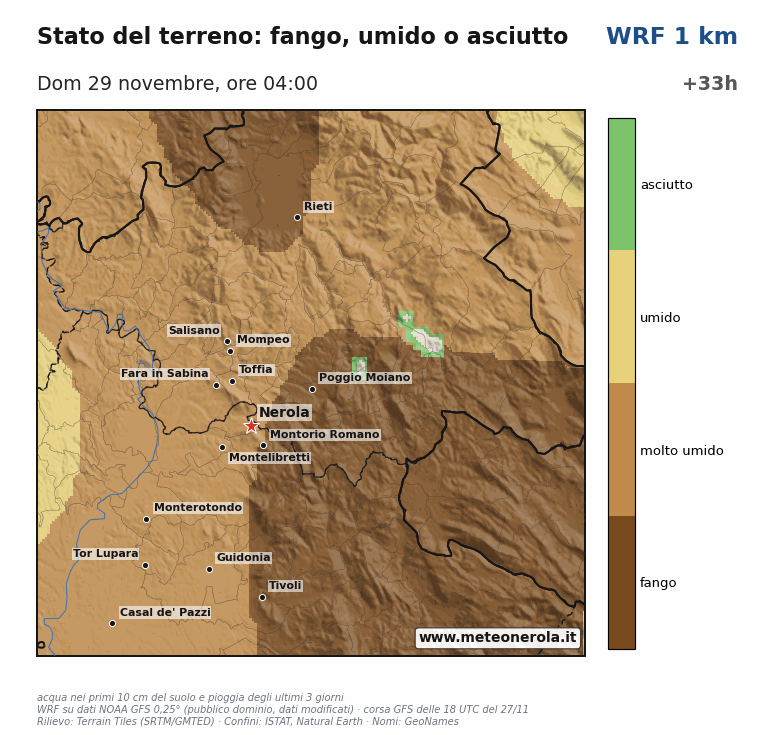 Stato del terreno: fango, umido o asciutto
WRF 1 km
Dom 29 novembre, ore 04:00
+33h
asciutto
umido
molto umido
fango
Rieti
Salisano
Mompeo
Toffia
Fara in Sabina
Poggio Moiano
Nerola
Montorio Romano
Montelibretti
Monterotondo
Tor Lupara
Guidonia
Tivoli
Casal de' Pazzi
www.meteonerola.it
acqua nei primi 10 cm del suolo e pioggia degli ultimi 3 giorni
WRF su dati NOAA GFS 0,25° (pubblico dominio, dati modificati) · corsa GFS delle 18 UTC del 27/11
Rilievo: Terrain Tiles (SRTM/GMTED) · Confini: ISTAT, Natural Earth · Nomi: GeoNames